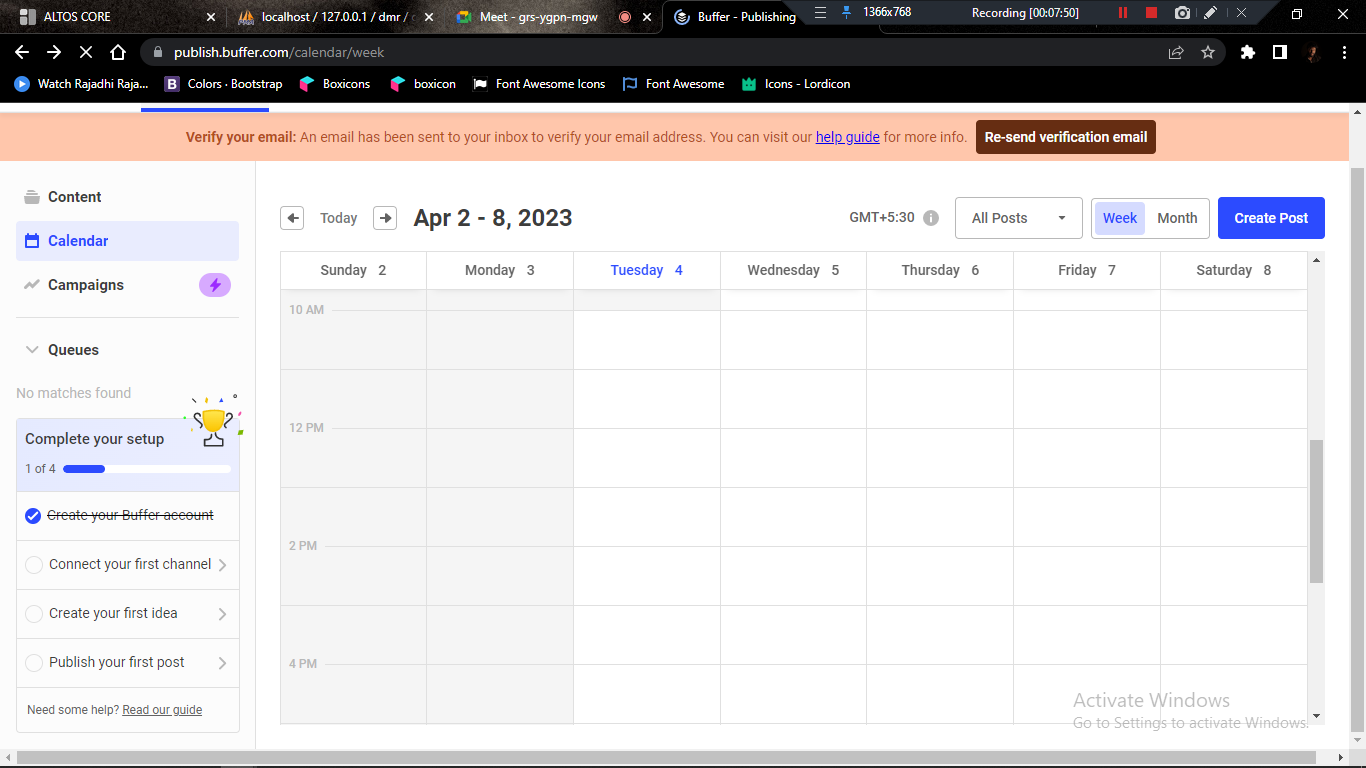 ALTOS CORE
localhost / 127.0.0.1 / dmr /
Meet - grs-ygpn-mgw
Buffer - Publishing
1366x768
Recording [00:07:50]
publish.buffer.com/calendar/week
Watch Rajadhi Raja...
B Colors · Bootstrap
Boxicons
boxicon
Font Awesome Icons
Font Awesome
Icons - Lordicon
Verify your email: An email has been sent to your inbox to verify your email address. You can visit our help guide for more info.
Re-send verification email
Content
Calendar
Campaigns
Queues
No matches found
Complete your setup
1 of 4
Create your Buffer account
Connect your first channel
Create your first idea
Publish your first post
Need some help? Read our guide
Today
Apr 2 - 8, 2023
GMT+5:30
All Posts
Week
Month
Create Post
Sunday 2
Monday 3
Tuesday 4
Wednesday 5
Thursday 6
Friday 7
Saturday 8
10 AM
12 PM
2 PM
4 PM
Activate Windows
Go to Settings to activate Windows.